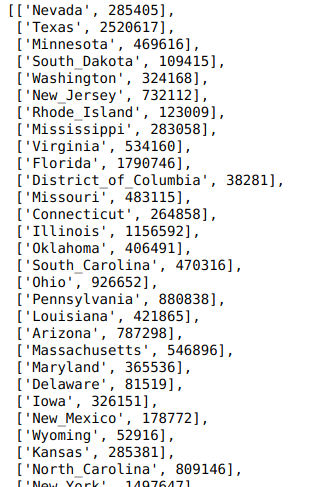 [['Nevada', 285405],
['Texas', 2520617],
['Minnesota', 469616],
['South_Dakota', 109415],
['Washington', 324168],
['New_Jersey', 732112],
['Rhode_Island', 123009],
['Mississippi', 283058],
['Virginia', 534160],
['Florida', 1790746],
['District_of_Columbia', 38281],
['Missouri', 483115],
['Connecticut', 264858],
['Illinois', 1156592],
['Oklahoma', 406491],
['South_Carolina', 470316],
['Ohio', 926652],
['Pennsylvania', 880838],
['Louisiana', 421865],
['Arizona', 787298],
['Massachusetts', 546896],
['Maryland', 365536],
['Delaware', 81519],
['Iowa', 326151],
['New_Mexico', 178772],
['Wyoming', 52916],
['Kansas', 285381],
['North_Carolina', 809146],
['New_York', 1497647],